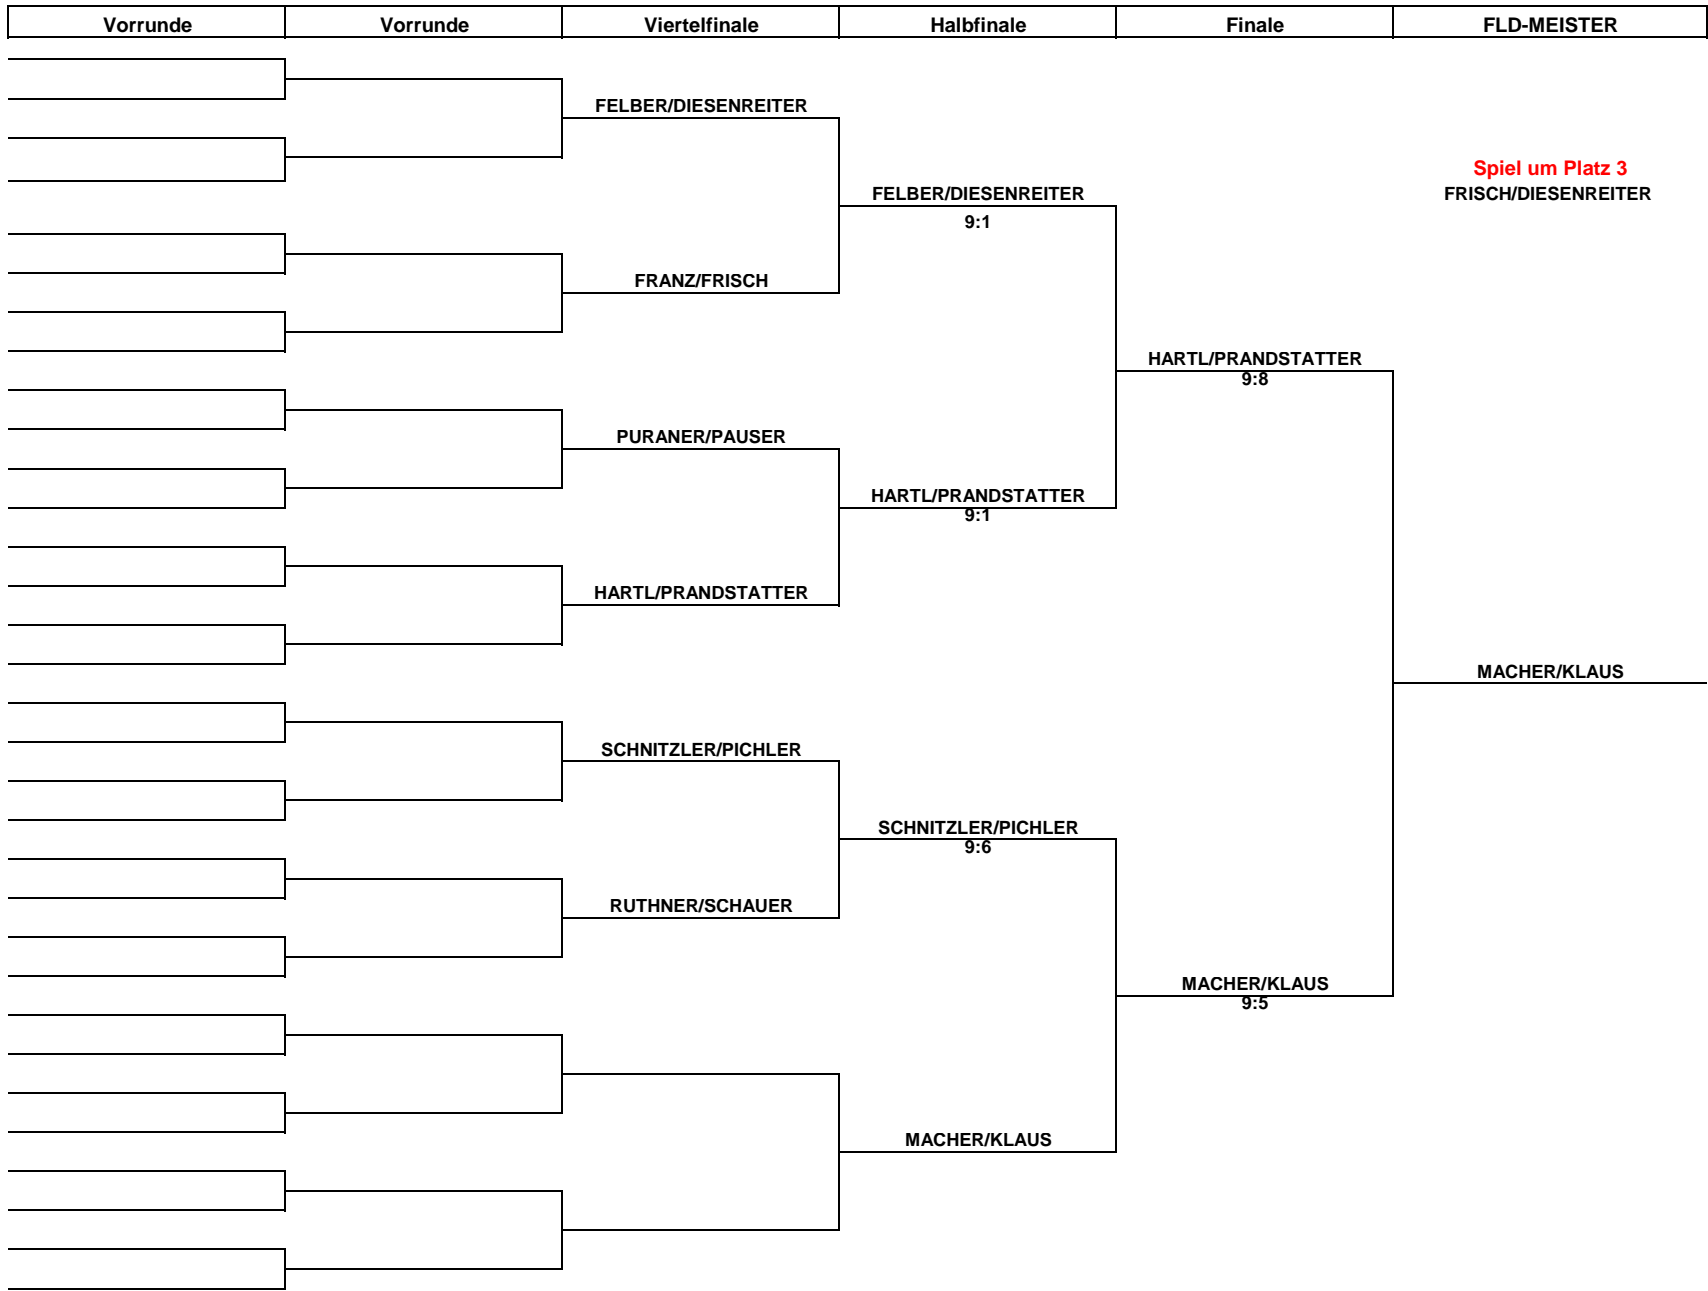 Vorrunde Vorrunde Viertelfinale Halbfinale Finale FLD-MEISTER
FELBER/DIESENREITER
Spiel um Platz 3
FELBER/DIESENREITER FRISCH/DIESENREITER
9:1
FRANZ/FRISCH
HARTL/PRANDSTATTER
9:8
PURANER/PAUSER
HARTL/PRANDSTATTER
9:1
HARTL/PRANDSTATTER
MACHER/KLAUS
SCHNITZLER/PICHLER
SCHNITZLER/PICHLER
9:6
RUTHNER/SCHAUER
MACHER/KLAUS
9:5
MACHER/KLAUS